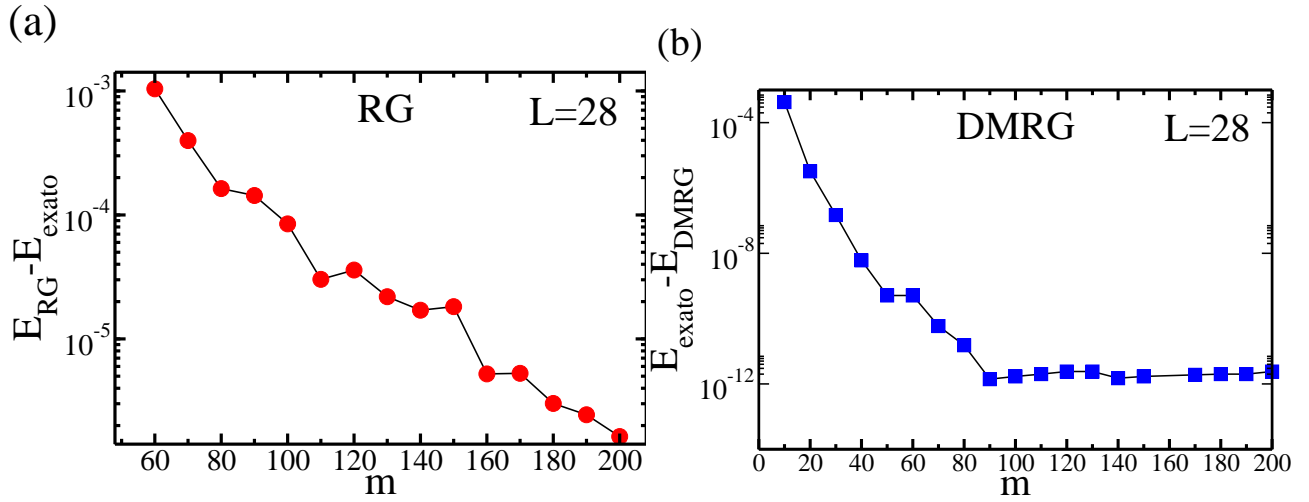 (a)
RG
L=28
E_RG-E_exato
10^-3
10^-4
10^-5
60 80 100 120 140 160 180 200
m
(b)
DMRG
L=28
E_exato-E_DMRG
10^-4
10^-8
10^-12
0 20 40 60 80 100 120 140 160 180 200
m